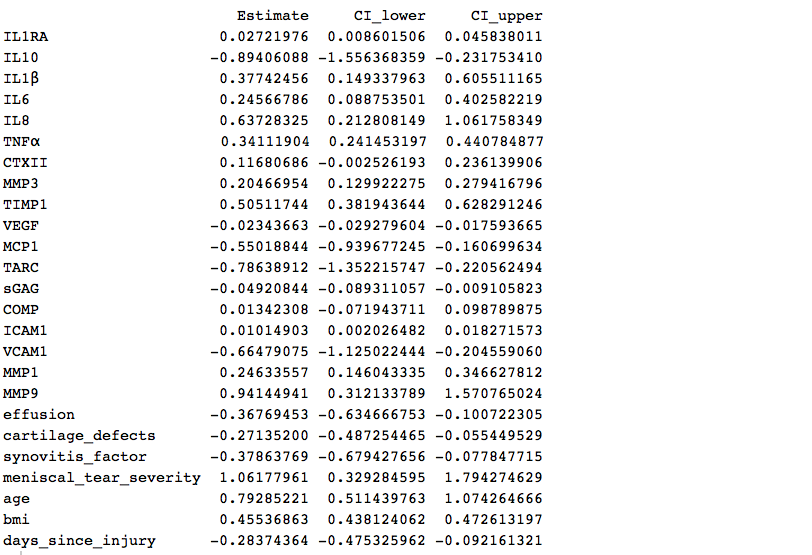 Estimate CI_lower CI_upper
IL1RA 0.02721976 0.008601506 0.045838011
IL10 -0.89406088 -1.556368359 -0.231753410
IL1β 0.37742456 0.149337963 0.605511165
IL6 0.24566786 0.088753501 0.402582219
IL8 0.63728325 0.212808149 1.061758349
TNFα 0.34111904 0.241453197 0.440784877
CTXII 0.11680686 -0.002526193 0.236139906
MMP3 0.20466954 0.129922275 0.279416796
TIMP1 0.50511744 0.381943644 0.628291246
VEGF -0.02343663 -0.029279604 -0.017593665
MCP1 -0.55018844 -0.939677245 -0.160699634
TARC -0.78638912 -1.352215747 -0.220562494
sGAG -0.04920844 -0.089311057 -0.009105823
COMP 0.01342308 -0.071943711 0.098789875
ICAM1 0.01014903 0.002026482 0.018271573
VCAM1 -0.66479075 -1.125022444 -0.204559060
MMP1 0.24633557 0.146043335 0.346627812
MMP9 0.94144941 0.312133789 1.570765024
effusion -0.36769453 -0.634666753 -0.100722305
cartilage_defects -0.27135200 -0.487254465 -0.055449529
synovitis_factor -0.37863769 -0.679427656 -0.077847715
meniscal_tear_severity 1.06177961 0.329284595 1.794274629
age 0.79285221 0.511439763 1.074264666
bmi 0.45536863 0.438124062 0.472613197
days_since_injury -0.28374364 -0.475325962 -0.092161321